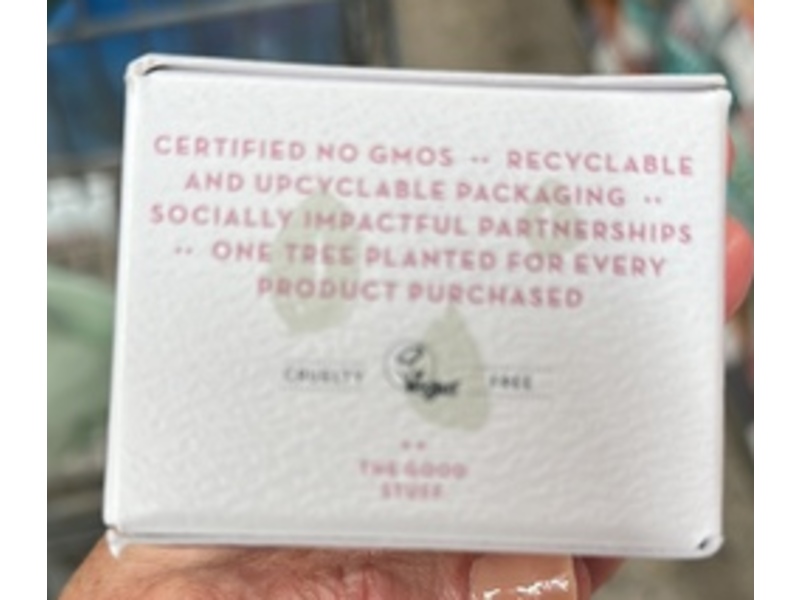 CERTIFIED NO GMOS •• RECYCLABLE
AND UPCYCLABLE PACKAGING ••
SOCIALLY IMPACTFUL PARTNERSHIPS
•• ONE TREE PLANTED FOR EVERY
PRODUCT PURCHASED
CRUELTY vegan FREE
••
THE GOOD
STUFF